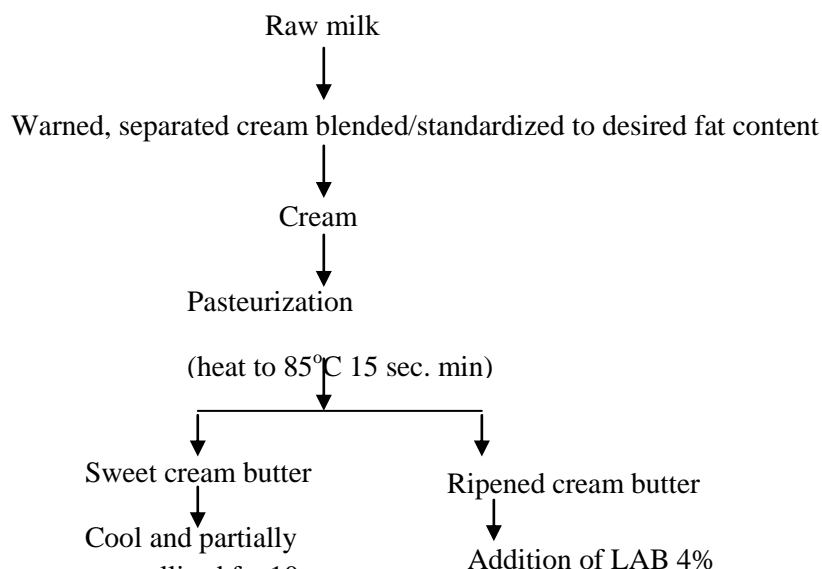 Raw milk
Warned, separated cream blended/standardized to desired fat content
Cream
Pasteurization
(heat to 85°C 15 sec. min)
Sweet cream butter
Ripened cream butter
Cool and partially
Addition of LAB 4%